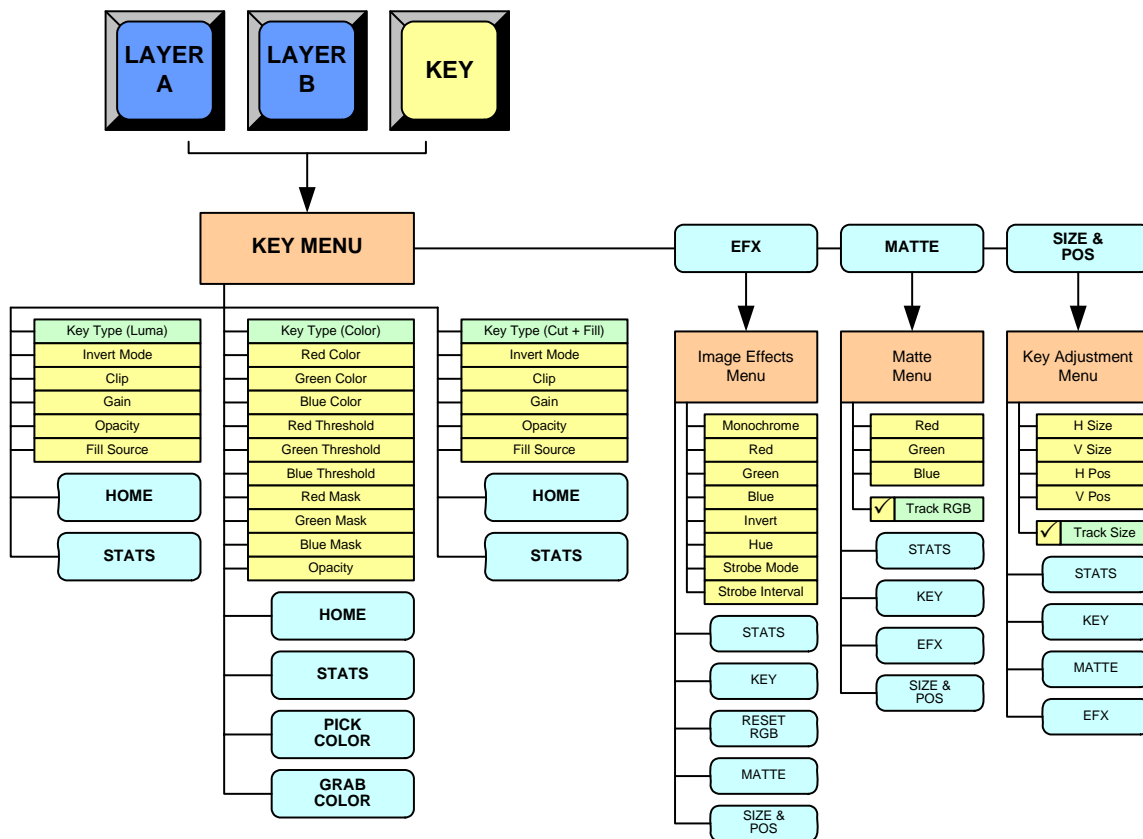 LAYER
A
LAYER
B
KEY
KEY MENU
EFX
MATTE
SIZE &
POS
Key Type (Luma)
Invert Mode
Clip
Gain
Opacity
Fill Source
HOME
STATS
Key Type (Color)
Red Color
Green Color
Blue Color
Red Threshold
Green Threshold
Blue Threshold
Red Mask
Green Mask
Blue Mask
Opacity
HOME
STATS
PICK
COLOR
GRAB
COLOR
Key Type (Cut + Fill)
Invert Mode
Clip
Gain
Opacity
Fill Source
HOME
STATS
Image Effects
Menu
Monochrome
Red
Green
Blue
Invert
Hue
Strobe Mode
Strobe Interval
STATS
KEY
RESET
RGB
MATTE
SIZE &
POS
Matte
Menu
Red
Green
Blue
Track RGB
STATS
KEY
EFX
SIZE &
POS
Key Adjustment
Menu
H Size
V Size
H Pos
V Pos
Track Size
STATS
KEY
MATTE
EFX